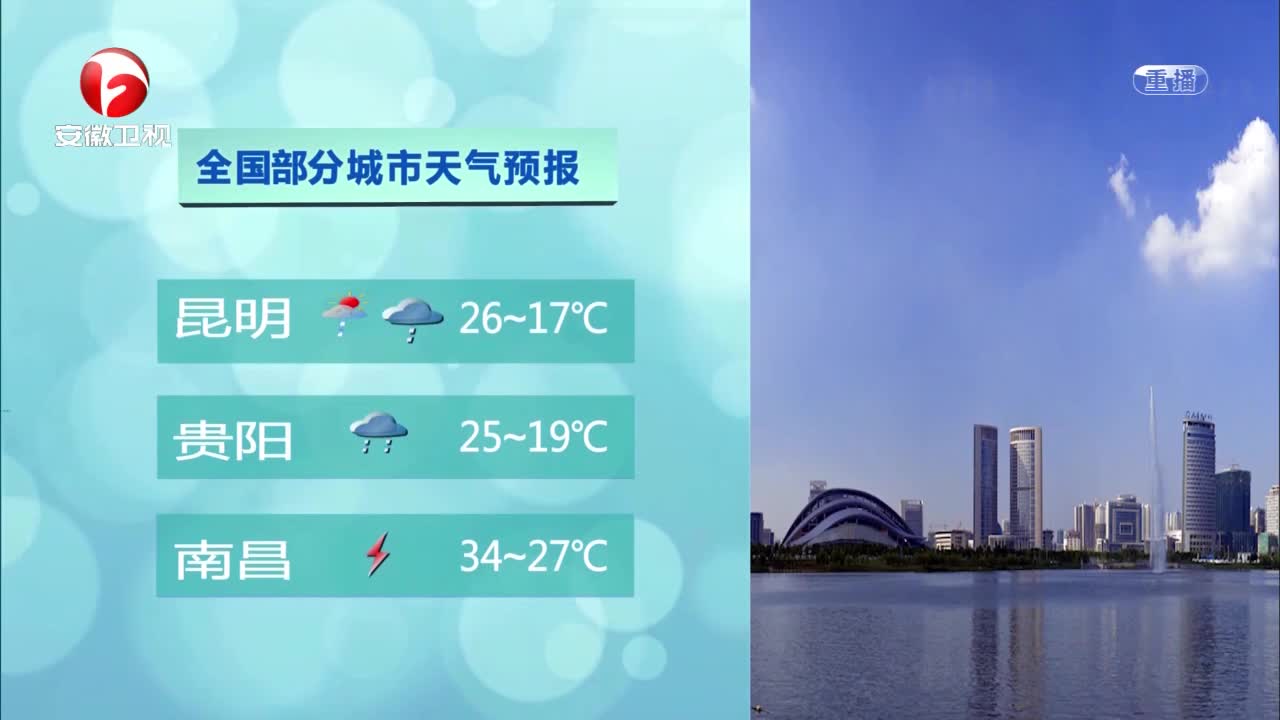 安徽卫视
重播
全国部分城市天气预报
昆明 26~17℃
贵阳 25~19℃
南昌 34~27℃